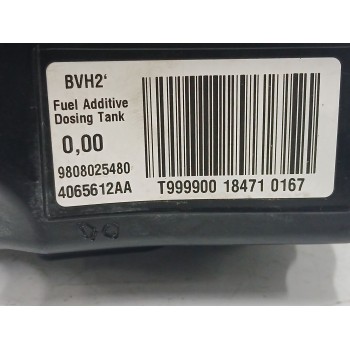 BVH2'
Fuel Additive
Dosing Tank
0,00
9808025480
4065612AA
T999900 18471 0167